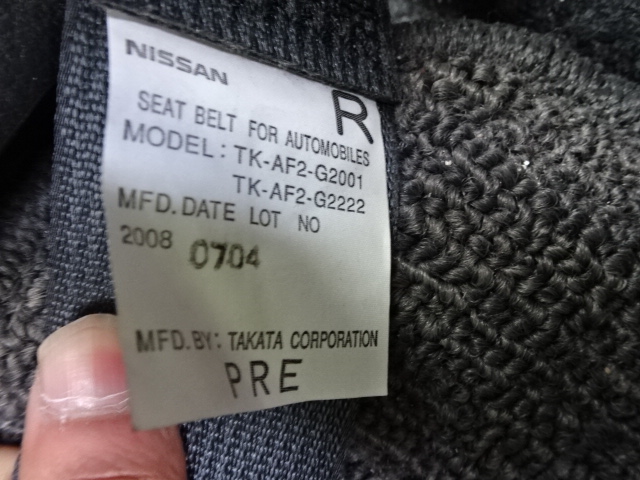 NISSAN
R
SEAT BELT FOR AUTOMOBILES
MODEL: TK-AF2-G2001
TK-AF2-G2222
MFD.DATE LOT NO
2008 0704
MFD.BY: TAKATA CORPORATION
PRE